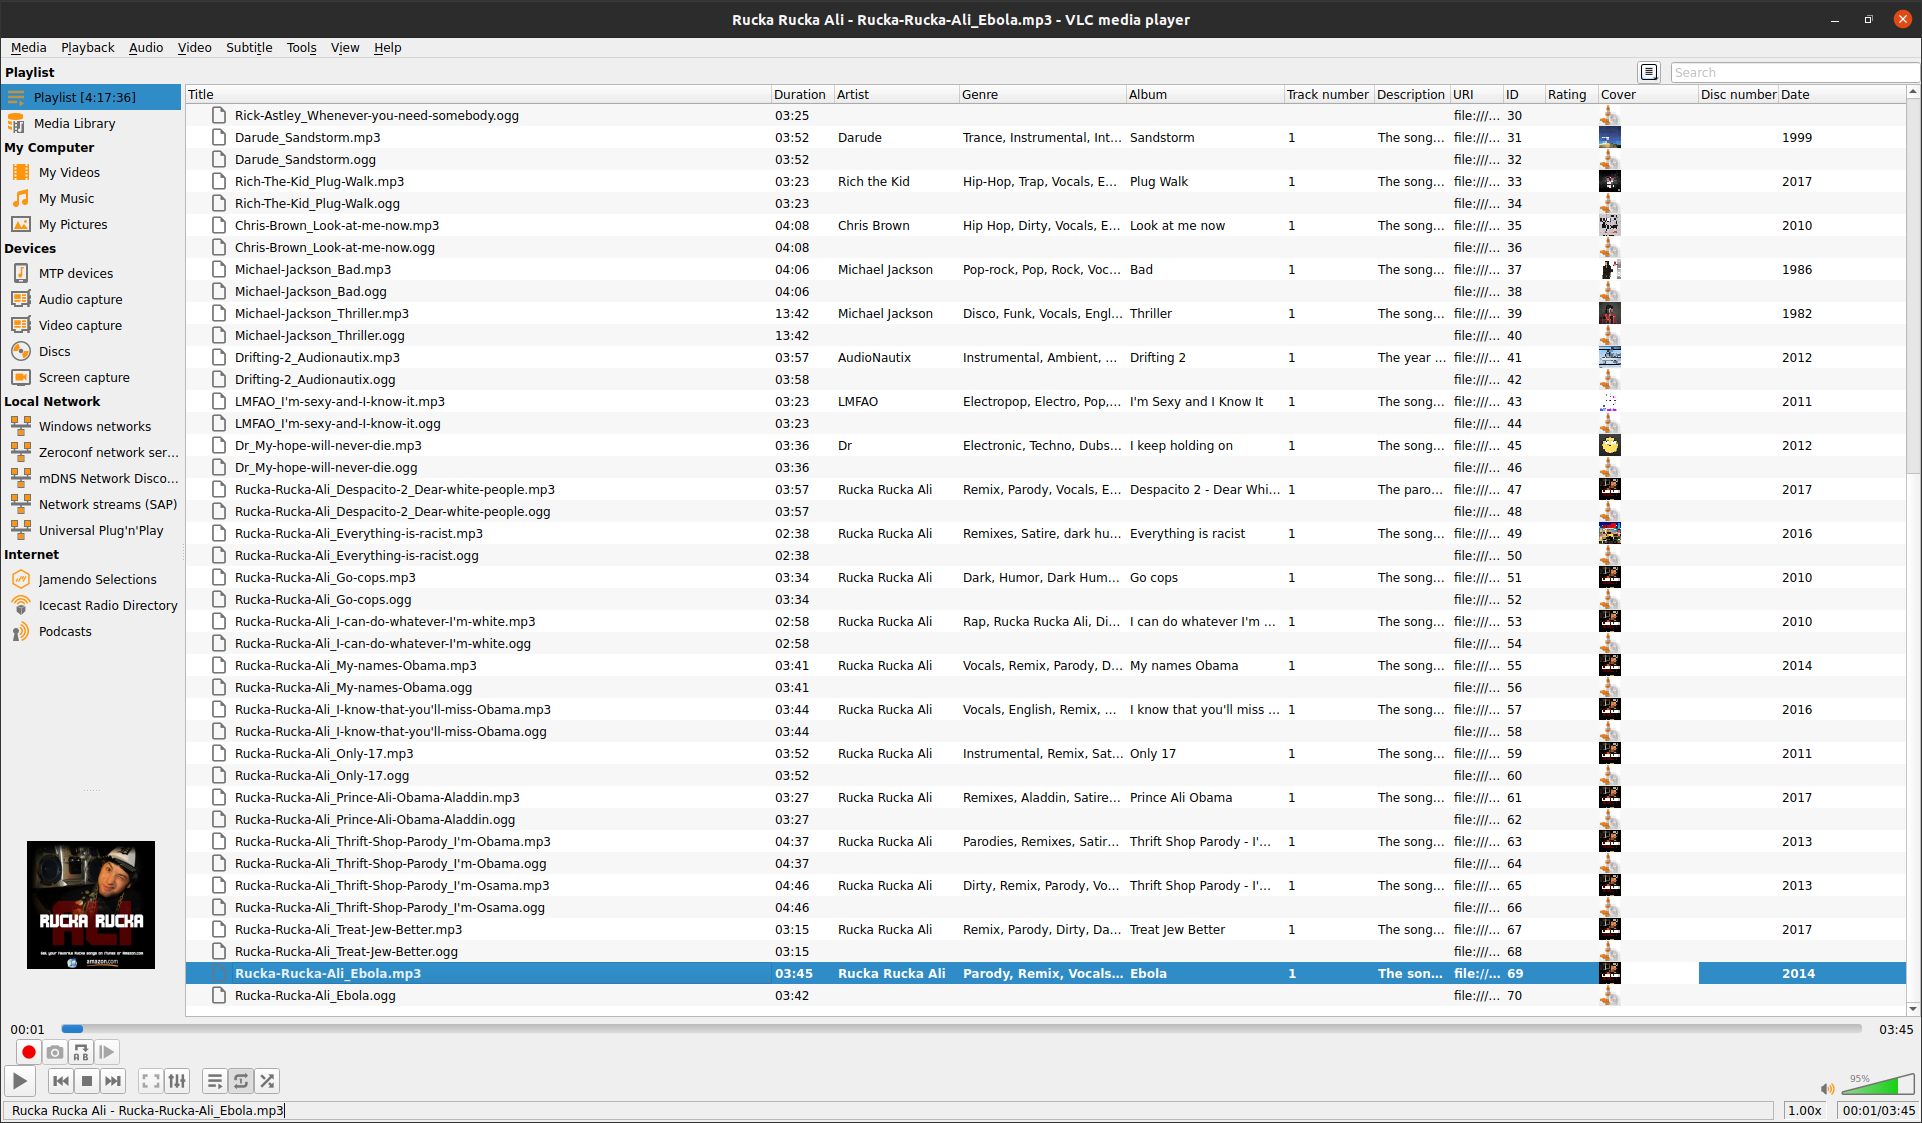 Rucka Rucka Ali - Rucka-Rucka-Ali_Ebola.mp3 - VLC media player
Media Playback Audio Video Subtitle Tools View Help
Playlist
Search
Playlist [4:17:36]
Media Library
My Computer
My Videos
My Music
My Pictures
Devices
MTP devices
Audio capture
Video capture
Discs
Screen capture
Local Network
Windows networks
Zeroconf network ser...
mDNS Network Disco...
Network streams (SAP)
Universal Plug'n'Play
Internet
Jamendo Selections
Icecast Radio Directory
Podcasts
Title Duration Artist Genre Album Track number Description URI ID Rating Cover Disc number Date
Rick-Astley_Whenever-you-need-somebody.ogg 03:25 file:///... 30
Darude_Sandstorm.mp3 03:52 Darude Trance, Instrumental, Int... Sandstorm 1 The song... file:///... 31 1999
Darude_Sandstorm.ogg 03:52 file:///... 32
Rich-The-Kid_Plug-Walk.mp3 03:23 Rich the Kid Hip-Hop, Trap, Vocals, E... Plug Walk 1 The song... file:///... 33 2017
Rich-The-Kid_Plug-Walk.ogg 03:23 file:///... 34
Chris-Brown_Look-at-me-now.mp3 04:08 Chris Brown Hip Hop, Dirty, Vocals, E... Look at me now 1 The song... file:///... 35 2010
Chris-Brown_Look-at-me-now.ogg 04:08 file:///... 36
Michael-Jackson_Bad.mp3 04:06 Michael Jackson Pop-rock, Pop, Rock, Voc... Bad 1 The song... file:///... 37 1986
Michael-Jackson_Bad.ogg 04:06 file:///... 38
Michael-Jackson_Thriller.mp3 13:42 Michael Jackson Disco, Funk, Vocals, Engl... Thriller 1 The song... file:///... 39 1982
Michael-Jackson_Thriller.ogg 13:42 file:///... 40
Drifting-2_Audionautix.mp3 03:57 AudioNautix Instrumental, Ambient, ... Drifting 2 1 The year ... file:///... 41 2012
Drifting-2_Audionautix.ogg 03:58 file:///... 42
LMFAO_I'm-sexy-and-I-know-it.mp3 03:23 LMFAO Electropop, Electro, Pop,... I'm Sexy and I Know It 1 The song... file:///... 43 2011
LMFAO_I'm-sexy-and-I-know-it.ogg 03:23 file:///... 44
Dr_My-hope-will-never-die.mp3 03:36 Dr Electronic, Techno, Dubs... I keep holding on 1 The song... file:///... 45 2012
Dr_My-hope-will-never-die.ogg 03:36 file:///... 46
Rucka-Rucka-Ali_Despacito-2_Dear-white-people.mp3 03:57 Rucka Rucka Ali Remix, Parody, Vocals, E... Despacito 2 - Dear Whi... 1 The paro... file:///... 47 2017
Rucka-Rucka-Ali_Despacito-2_Dear-white-people.ogg 03:57 file:///... 48
Rucka-Rucka-Ali_Everything-is-racist.mp3 02:38 Rucka Rucka Ali Remixes, Satire, dark hu... Everything is racist 1 The song... file:///... 49 2016
Rucka-Rucka-Ali_Everything-is-racist.ogg 02:38 file:///... 50
Rucka-Rucka-Ali_Go-cops.mp3 03:34 Rucka Rucka Ali Dark, Humor, Dark Hum... Go cops 1 The song... file:///... 51 2010
Rucka-Rucka-Ali_Go-cops.ogg 03:34 file:///... 52
Rucka-Rucka-Ali_I-can-do-whatever-I'm-white.mp3 02:58 Rucka Rucka Ali Rap, Rucka Rucka Ali, Di... I can do whatever I'm ... 1 The song... file:///... 53 2010
Rucka-Rucka-Ali_I-can-do-whatever-I'm-white.ogg 02:58 file:///... 54
Rucka-Rucka-Ali_My-names-Obama.mp3 03:41 Rucka Rucka Ali Vocals, Remix, Parody, D... My names Obama 1 The song... file:///... 55 2014
Rucka-Rucka-Ali_My-names-Obama.ogg 03:41 file:///... 56
Rucka-Rucka-Ali_I-know-that-you'll-miss-Obama.mp3 03:44 Rucka Rucka Ali Vocals, English, Remix, ... I know that you'll miss ... 1 The song... file:///... 57 2016
Rucka-Rucka-Ali_I-know-that-you'll-miss-Obama.ogg 03:44 file:///... 58
Rucka-Rucka-Ali_Only-17.mp3 03:52 Rucka Rucka Ali Instrumental, Remix, Sat... Only 17 1 The song... file:///... 59 2011
Rucka-Rucka-Ali_Only-17.ogg 03:52 file:///... 60
Rucka-Rucka-Ali_Prince-Ali-Obama-Aladdin.mp3 03:27 Rucka Rucka Ali Remixes, Aladdin, Satire... Prince Ali Obama 1 The song... file:///... 61 2017
Rucka-Rucka-Ali_Prince-Ali-Obama-Aladdin.ogg 03:27 file:///... 62
Rucka-Rucka-Ali_Thrift-Shop-Parody_I'm-Obama.mp3 04:37 Rucka Rucka Ali Parodies, Remixes, Satir... Thrift Shop Parody - I'... 1 The song... file:///... 63 2013
Rucka-Rucka-Ali_Thrift-Shop-Parody_I'm-Obama.ogg 04:37 file:///... 64
Rucka-Rucka-Ali_Thrift-Shop-Parody_I'm-Osama.mp3 04:46 Rucka Rucka Ali Dirty, Remix, Parody, Vo... Thrift Shop Parody - I'... 1 The song... file:///... 65 2013
Rucka-Rucka-Ali_Thrift-Shop-Parody_I'm-Osama.ogg 04:46 file:///... 66
Rucka-Rucka-Ali_Treat-Jew-Better.mp3 03:15 Rucka Rucka Ali Remix, Parody, Dirty, Da... Treat Jew Better 1 The song... file:///... 67 2017
Rucka-Rucka-Ali_Treat-Jew-Better.ogg 03:15 file:///... 68
Rucka-Rucka-Ali_Ebola.mp3 03:45 Rucka Rucka Ali Parody, Remix, Vocals... Ebola 1 The son... file://... 69 2014
Rucka-Rucka-Ali_Ebola.ogg 03:42 file:///... 70
RUCKA RUCKA
ALI
amazon.com
00:01 03:45
A B
95%
Rucka Rucka Ali - Rucka-Rucka-Ali_Ebola.mp3
1.00x 00:01/03:45